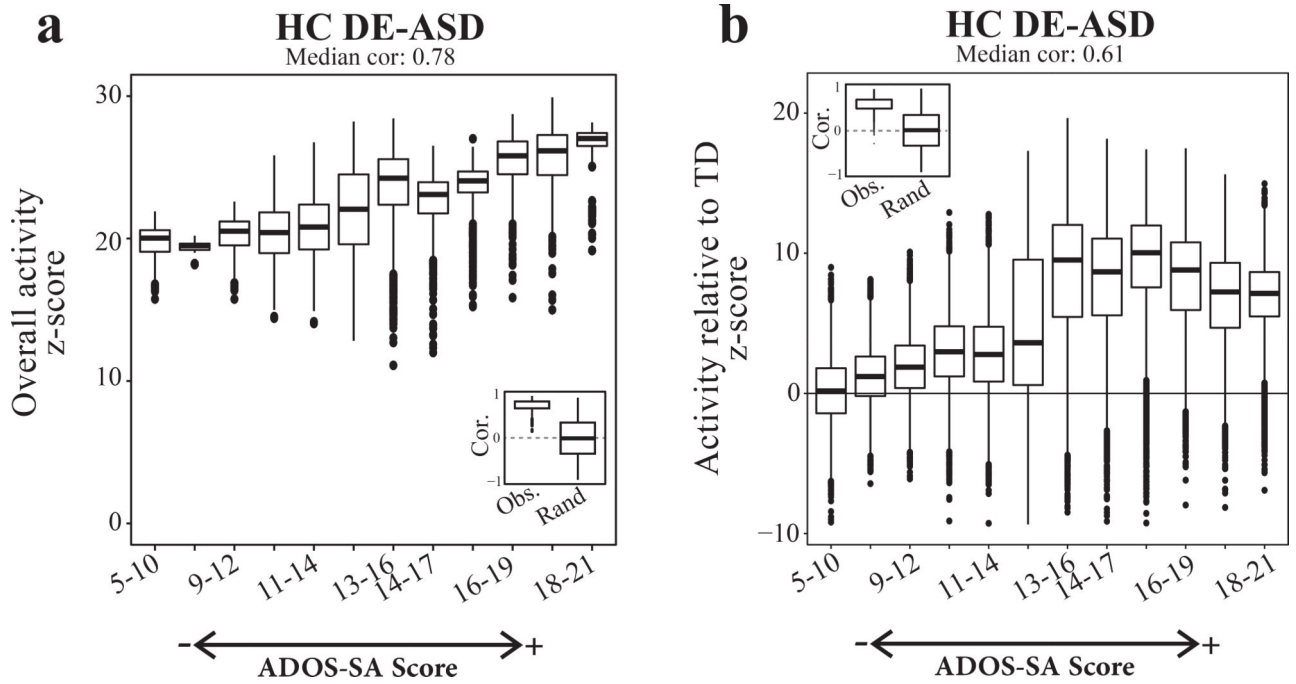 a
HC DE-ASD
Median cor: 0.78
Overall activity
z-score
30
20
10
0
Cor.
1
0
−1
Obs.
Rand
5-10
9-12
11-14
13-16
14-17
16-19
18-21
− +
ADOS-SA Score
b
HC DE-ASD
Median cor: 0.61
Activity relative to TD
z-score
20
10
0
−10
Cor.
1
0
−1
Obs.
Rand
5-10
9-12
11-14
13-16
14-17
16-19
18-21
− +
ADOS-SA Score